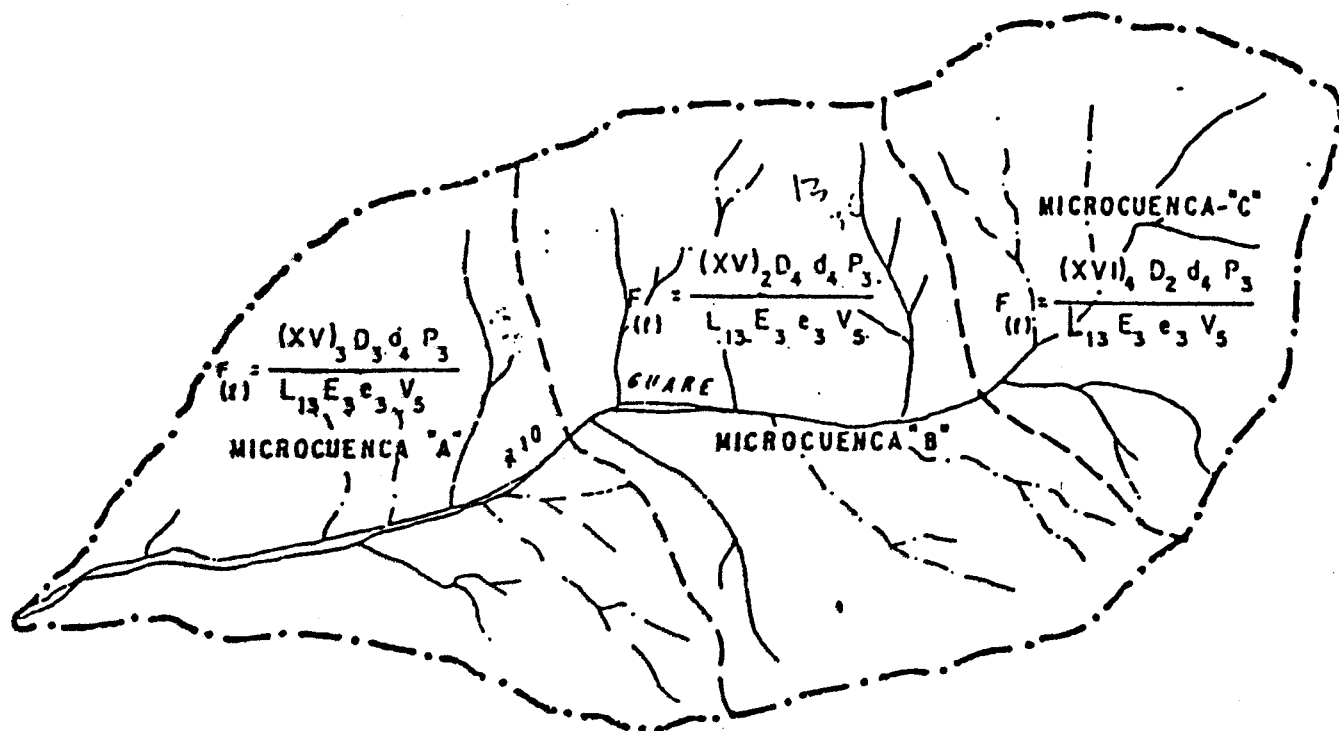 F(f) = (XV)₃ D₃ d₄ P₃ / L₁₃ E₃ e₃ V₅
MICROCUENCA "A"
F(f) = (XV)₂ D₄ d₄ P₃ / L₁₃ E₃ e₃ V₅
GUARE
MICROCUENCA "B"
MICROCUENCA-"C"
F(f) = (XVI)₄ D₂ d₄ P₃ / L₁₃ E₃ e₃ V₅